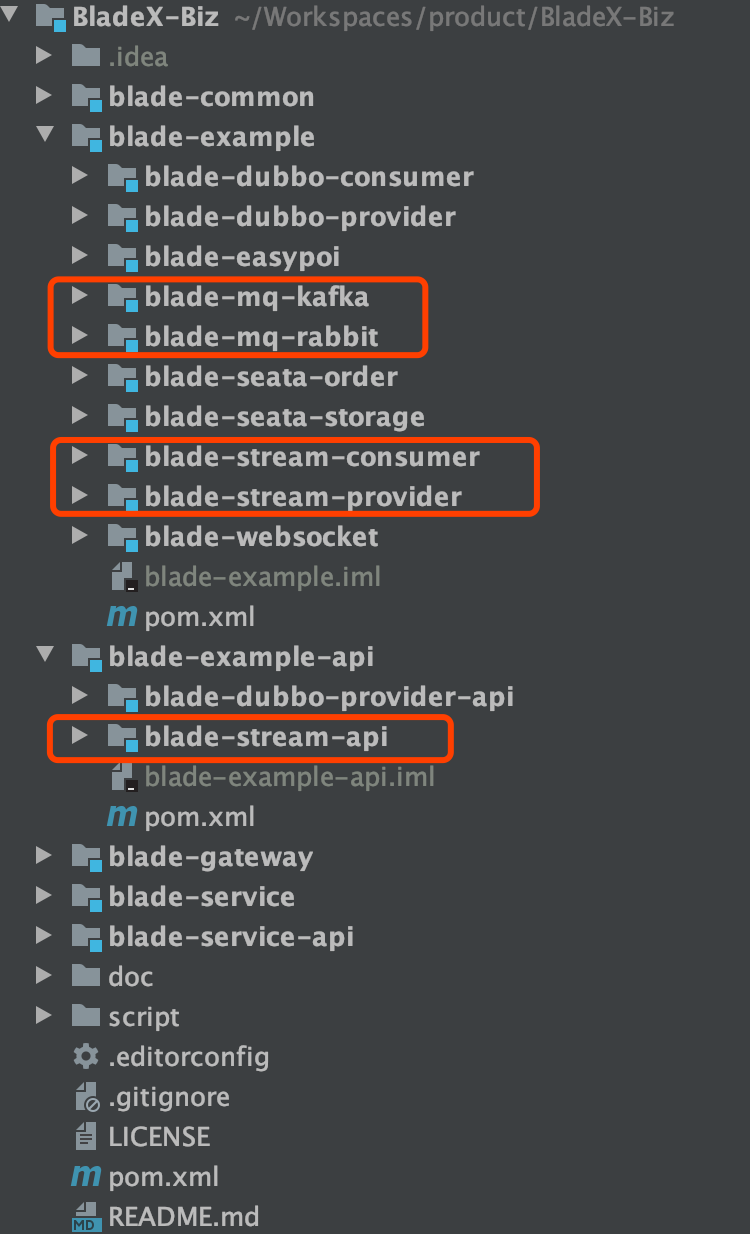 BladeX-Biz ~/Workspaces/product/BladeX-Biz
.idea
blade-common
blade-example
blade-dubbo-consumer
blade-dubbo-provider
blade-easypoi
blade-mq-kafka
blade-mq-rabbit
blade-seata-order
blade-seata-storage
blade-stream-consumer
blade-stream-provider
blade-websocket
blade-example.iml
m pom.xml
blade-example-api
blade-dubbo-provider-api
blade-stream-api
blade-example-api.iml
m pom.xml
blade-gateway
blade-service
blade-service-api
doc
script
.editorconfig
.gitignore
LICENSE
m pom.xml
MD README.md